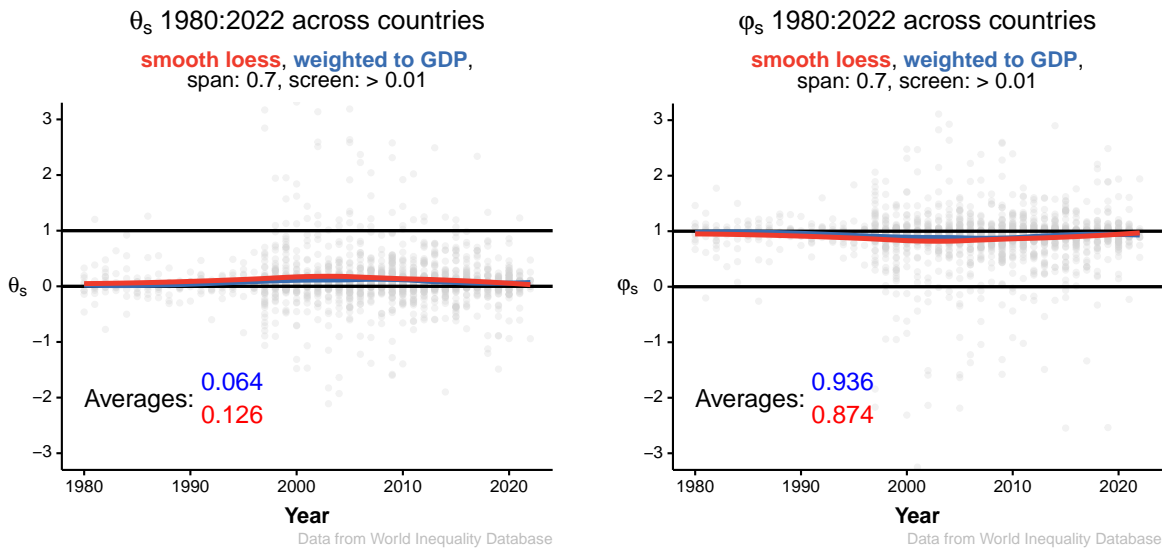 θs 1980:2022 across countries
smooth loess, weighted to GDP,
span: 0.7, screen: > 0.01
3
2
1
θs
0
−1
−2
−3
Averages:
0.064
0.126
1980
1990
2000
2010
2020
Year
Data from World Inequality Database
φs 1980:2022 across countries
smooth loess, weighted to GDP,
span: 0.7, screen: > 0.01
3
2
1
φs
0
−1
−2
−3
Averages:
0.936
0.874
1980
1990
2000
2010
2020
Year
Data from World Inequality Database